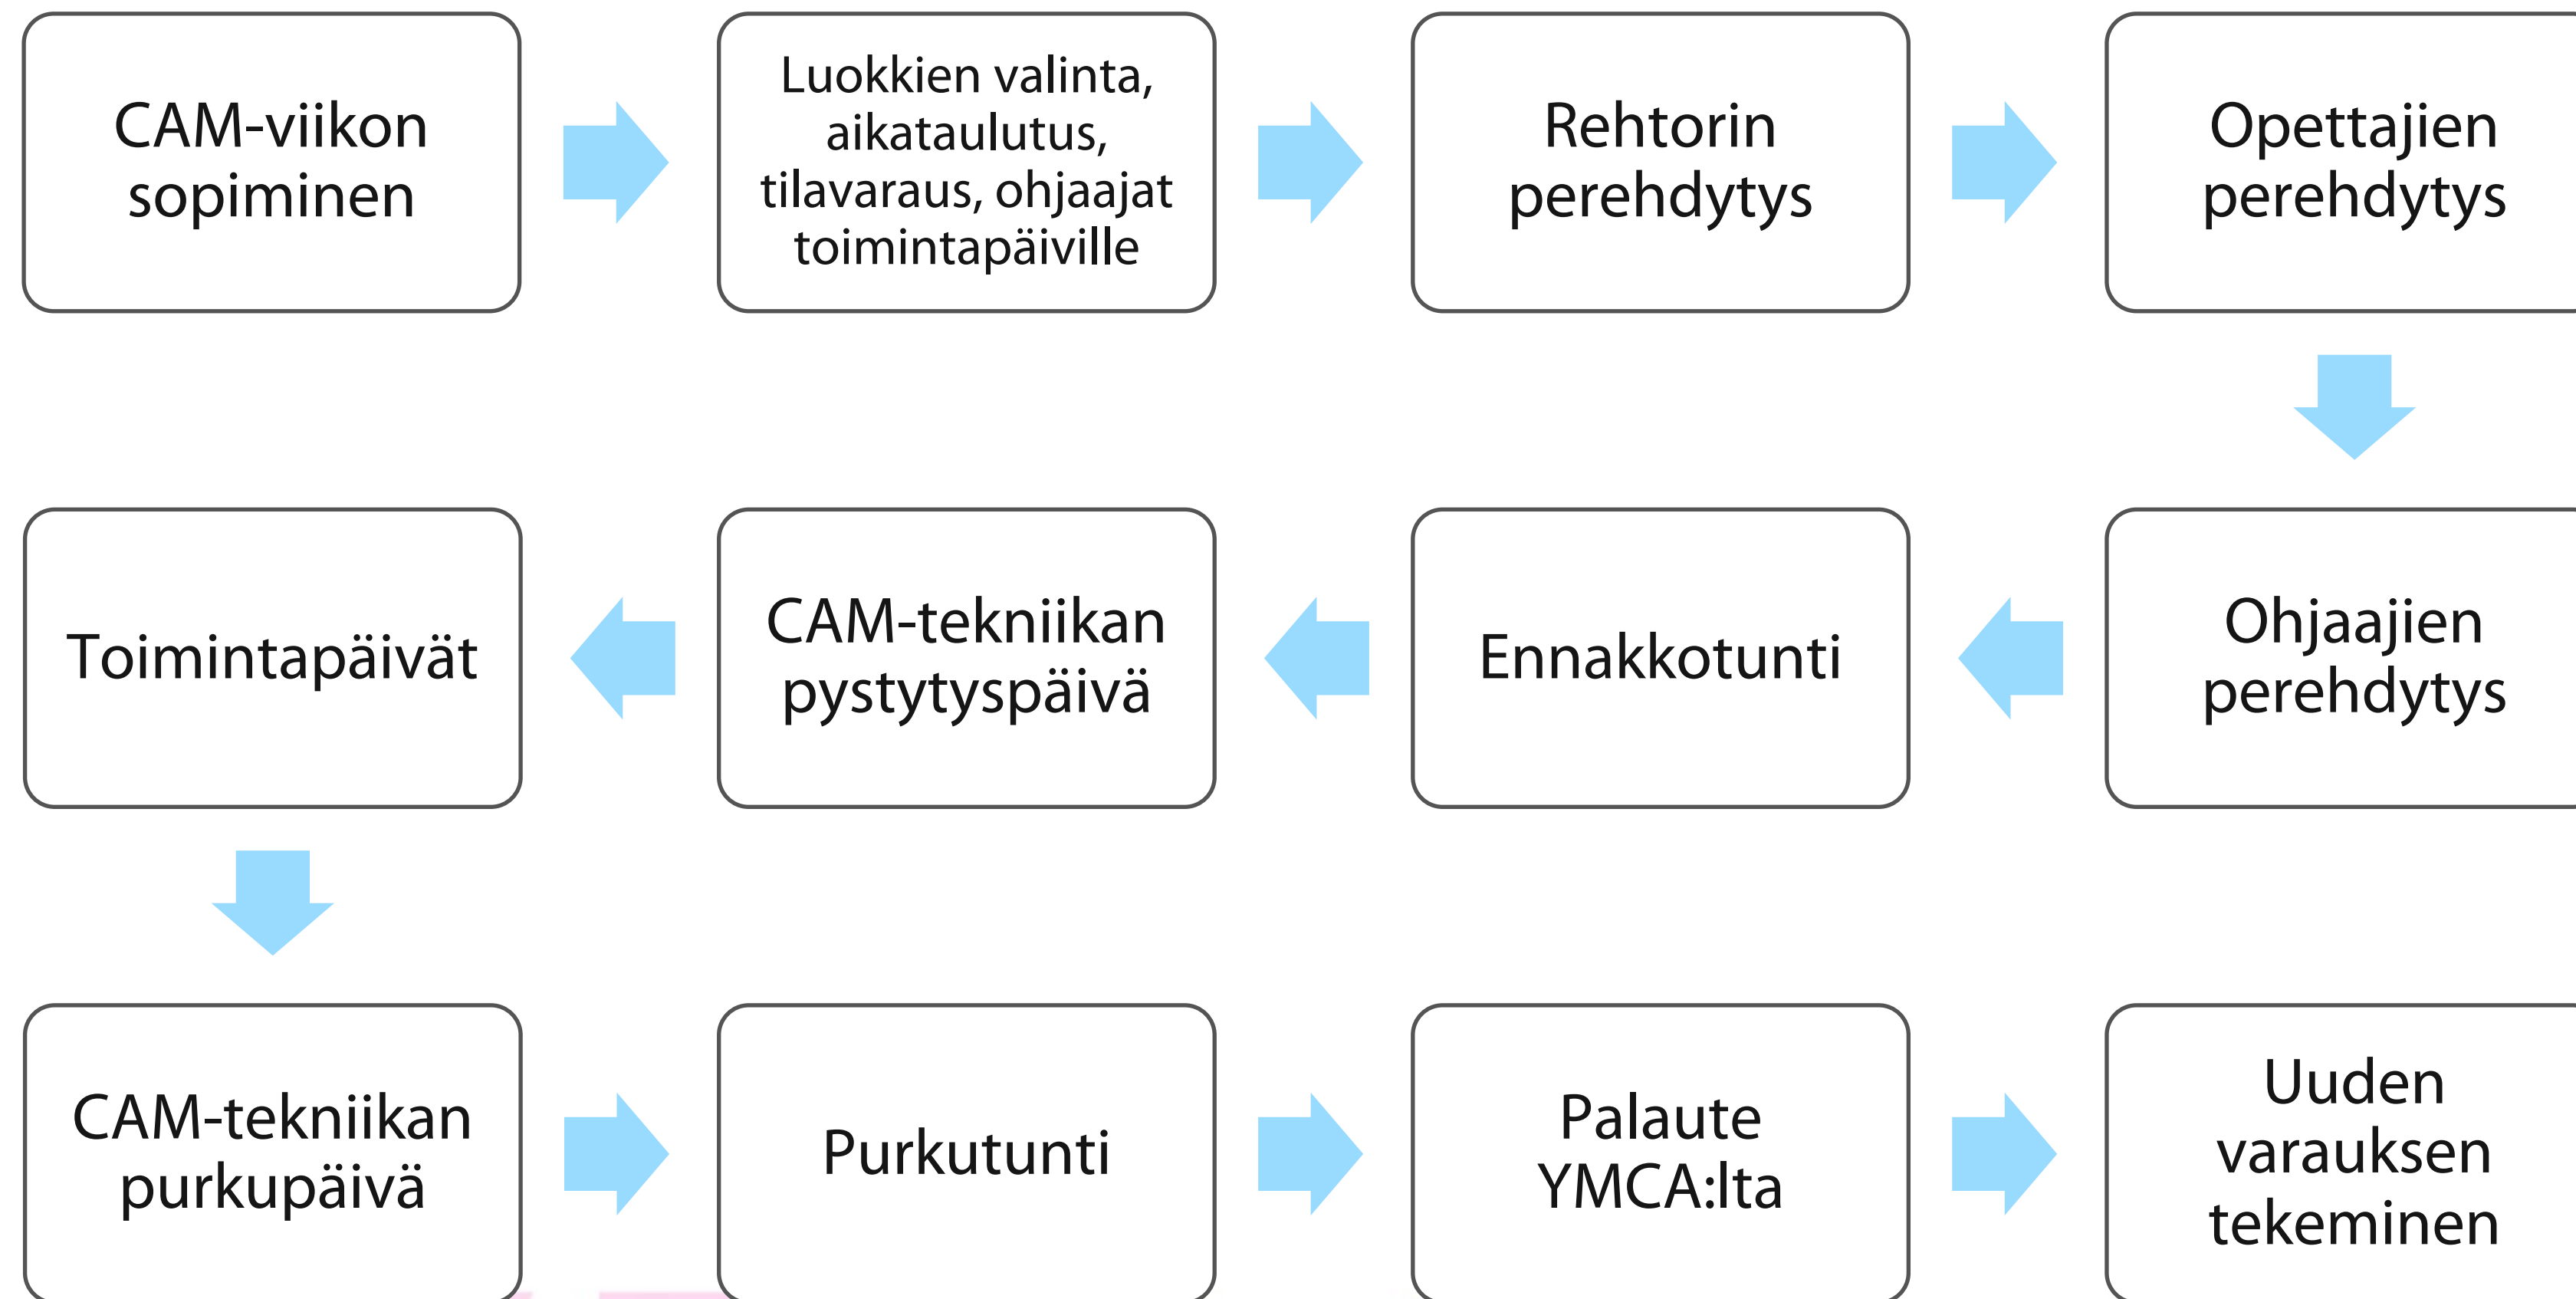 CAM-viikon
sopiminen
Luokkien valinta,
aikataulutus,
tilavaraus, ohjaajat
toimintapäiville
Rehtorin
perehdytys
Opettajien
perehdytys
Ohjaajien
perehdytys
Ennakkotunti
CAM-tekniikan
pystytyspäivä
Toimintapäivät
CAM-tekniikan
purkupäivä
Purkutunti
Palaute
YMCA:lta
Uuden
varauksen
tekeminen